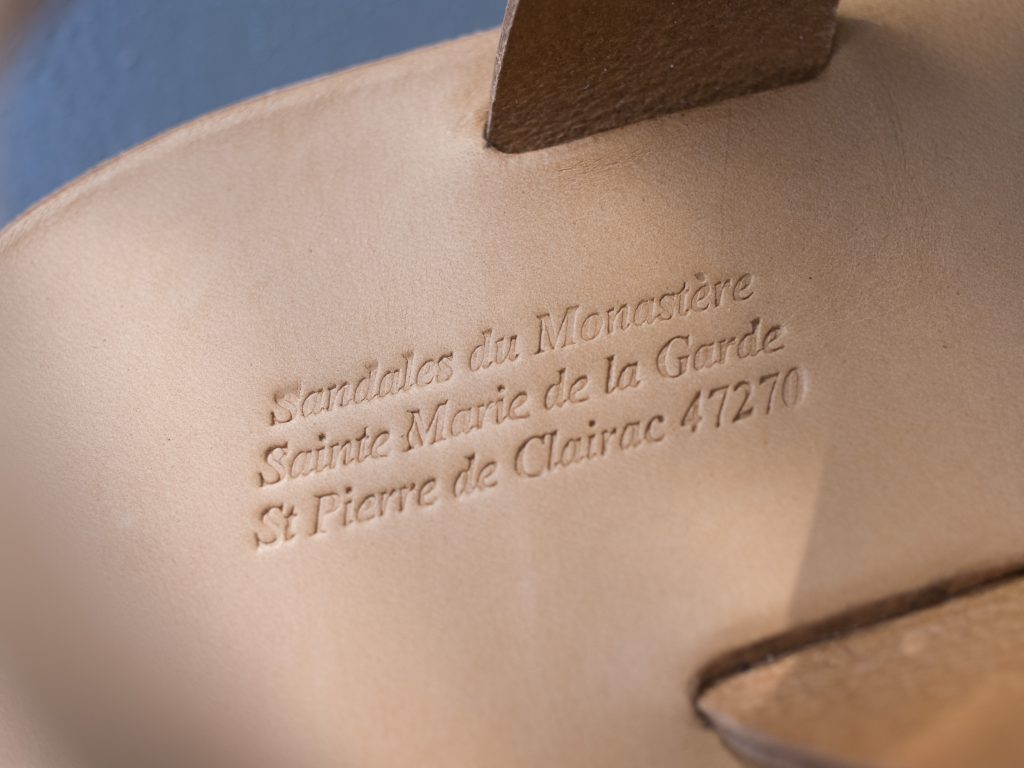 Sandales du Monastère
Sainte Marie de la Garde
St Pierre de Clairac 47270